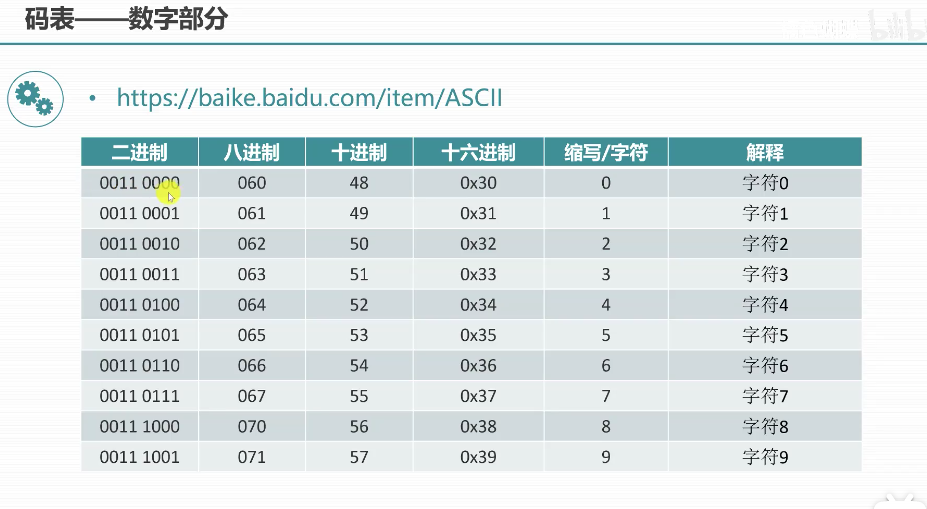 码表——数字部分
• https://baike.baidu.com/item/ASCII
二进制 八进制 十进制 十六进制 缩写/字符 解释
0011 0000 060 48 0x30 0 字符0
0011 0001 061 49 0x31 1 字符1
0011 0010 062 50 0x32 2 字符2
0011 0011 063 51 0x33 3 字符3
0011 0100 064 52 0x34 4 字符4
0011 0101 065 53 0x35 5 字符5
0011 0110 066 54 0x36 6 字符6
0011 0111 067 55 0x37 7 字符7
0011 1000 070 56 0x38 8 字符8
0011 1001 071 57 0x39 9 字符9